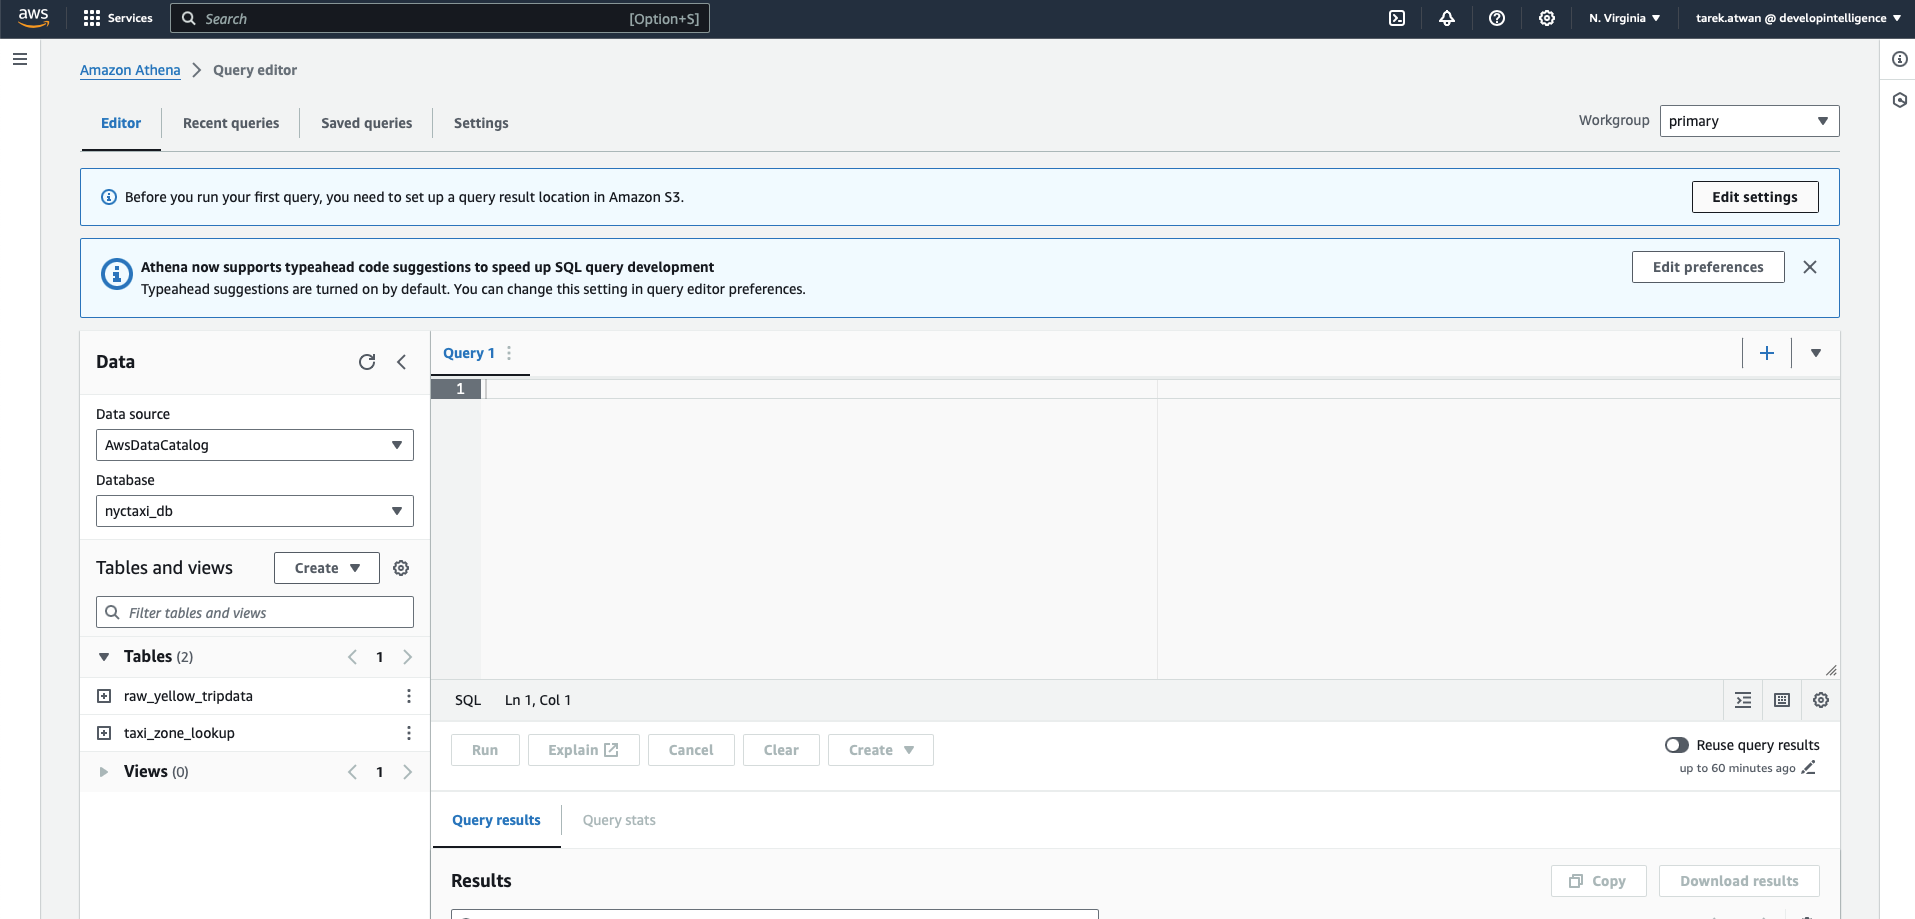 aws
Services
Search
[Option+S]
N. Virginia
tarek.atwan @ developintelligence
Amazon Athena
Query editor
Editor
Recent queries
Saved queries
Settings
Workgroup
primary
Before you run your first query, you need to set up a query result location in Amazon S3.
Edit settings
Athena now supports typeahead code suggestions to speed up SQL query development
Typeahead suggestions are turned on by default. You can change this setting in query editor preferences.
Edit preferences
Data
Data source
AwsDataCatalog
Database
nyctaxi_db
Tables and views
Create
Filter tables and views
Tables (2)
1
raw_yellow_tripdata
taxi_zone_lookup
Views (0)
1
Query 1
1
SQL
Ln 1, Col 1
Run
Explain
Cancel
Clear
Create
Reuse query results
up to 60 minutes ago
Query results
Query stats
Results
Copy
Download results